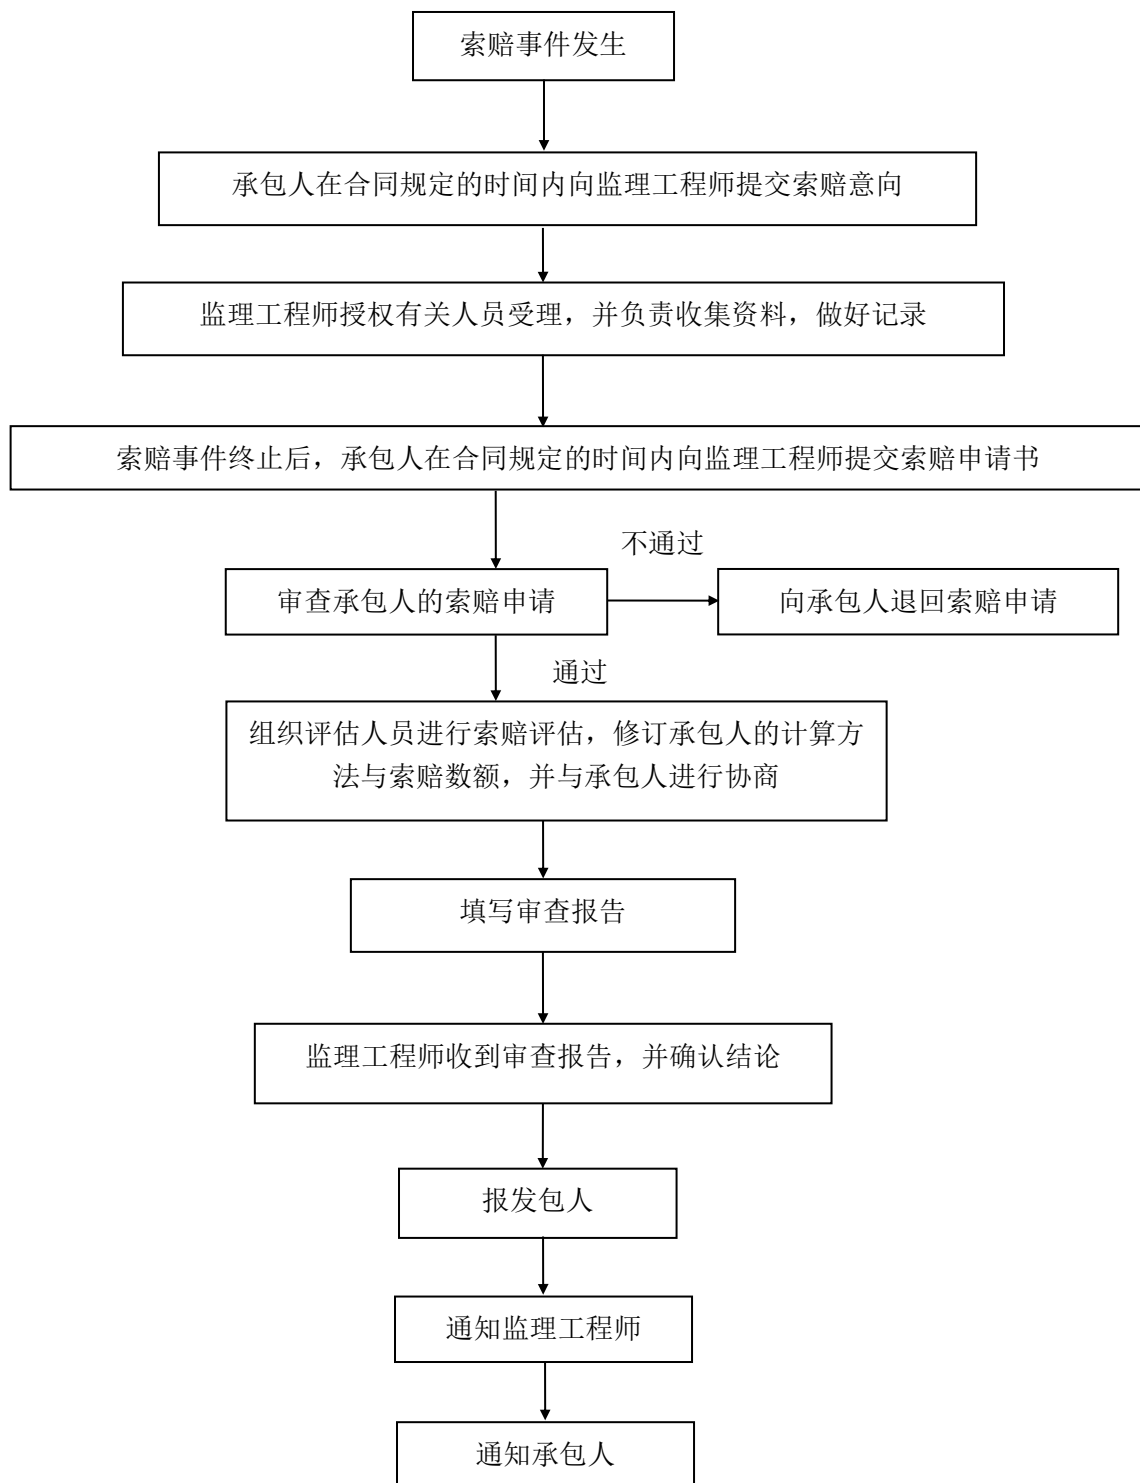 索赔事件发生
承包人在合同规定的时间内向监理工程师提交索赔意向
监理工程师授权有关人员受理，并负责收集资料，做好记录
索赔事件终止后，承包人在合同规定的时间内向监理工程师提交索赔申请书
不通过
审查承包人的索赔申请
向承包人退回索赔申请
通过
组织评估人员进行索赔评估，修订承包人的计算方
法与索赔数额，并与承包人进行协商
填写审查报告
监理工程师收到审查报告，并确认结论
报发包人
通知监理工程师
通知承包人